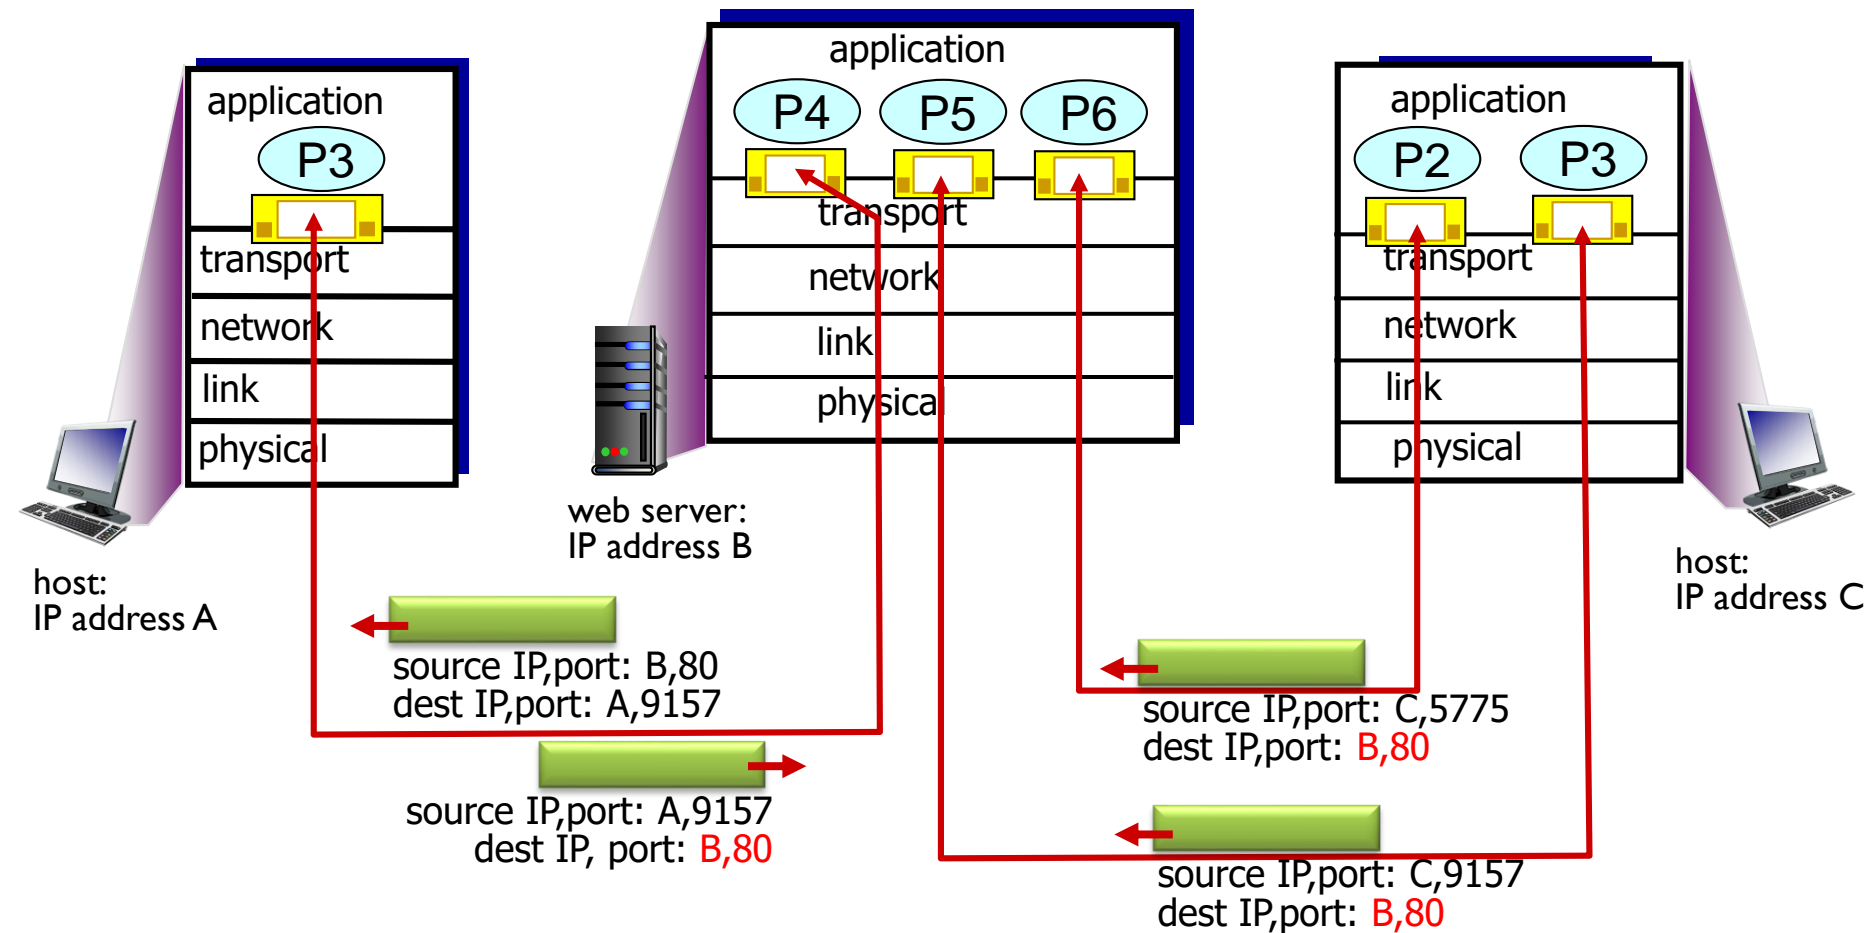 application
P3
transport
network
link
physical
host:
IP address A
application
P4 P5 P6
transport
network
link
physical
web server:
IP address B
application
P2 P3
transport
network
link
physical
host:
IP address C
source IP,port: B,80
dest IP,port: A,9157
source IP,port: A,9157
dest IP, port: B,80
source IP,port: C,5775
dest IP,port: B,80
source IP,port: C,9157
dest IP,port: B,80